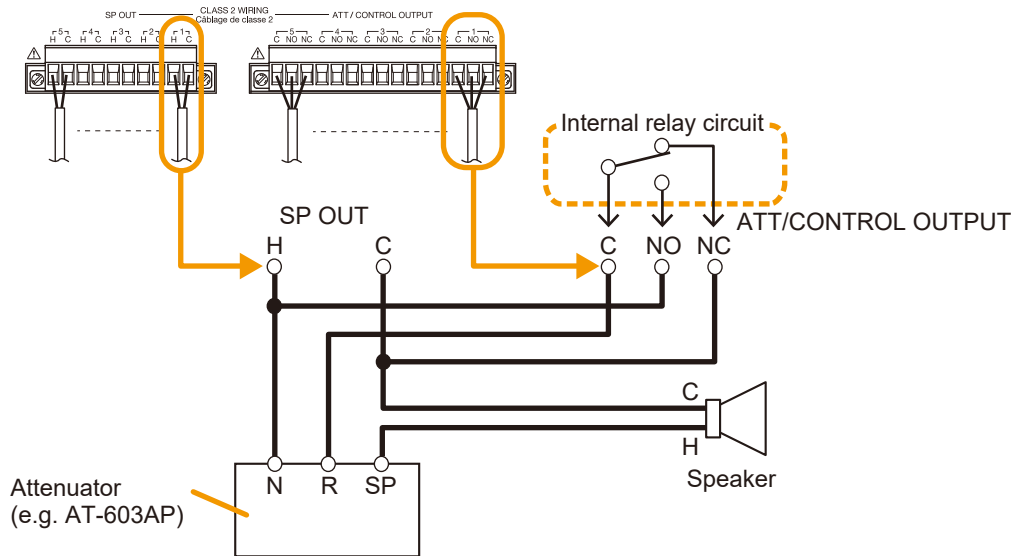 SP OUT CLASS 2 WIRING ATT / CONTROL OUTPUT
Câblage de classe 2
5 4 3 2 1 5 4 3 2 1
H C H C H C H C H C C NO NC C NO NC C NO NC C NO NC C NO NC
Internal relay circuit
SP OUT ATT/CONTROL OUTPUT
H C C NO NC
C
H
Speaker
N R SP
Attenuator
(e.g. AT-603AP)